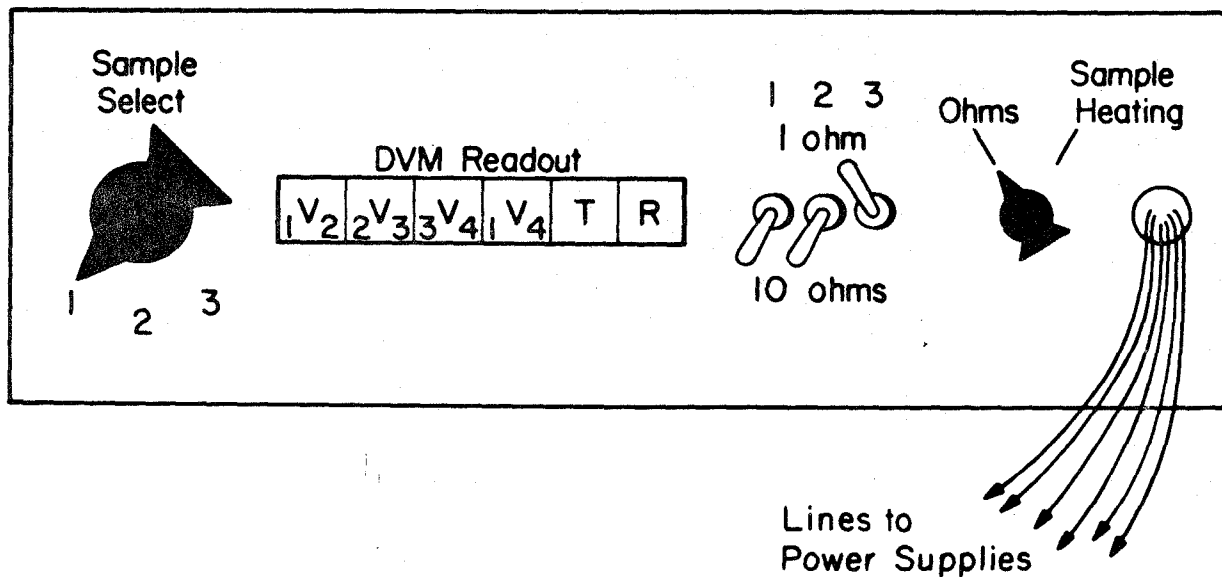 Sample
Select
1 2 3
DVM Readout
1V2 2V3 3V4 1V4 T R
1 2 3
1 ohm
10 ohms
Ohms
Sample
Heating
Lines to
Power Supplies